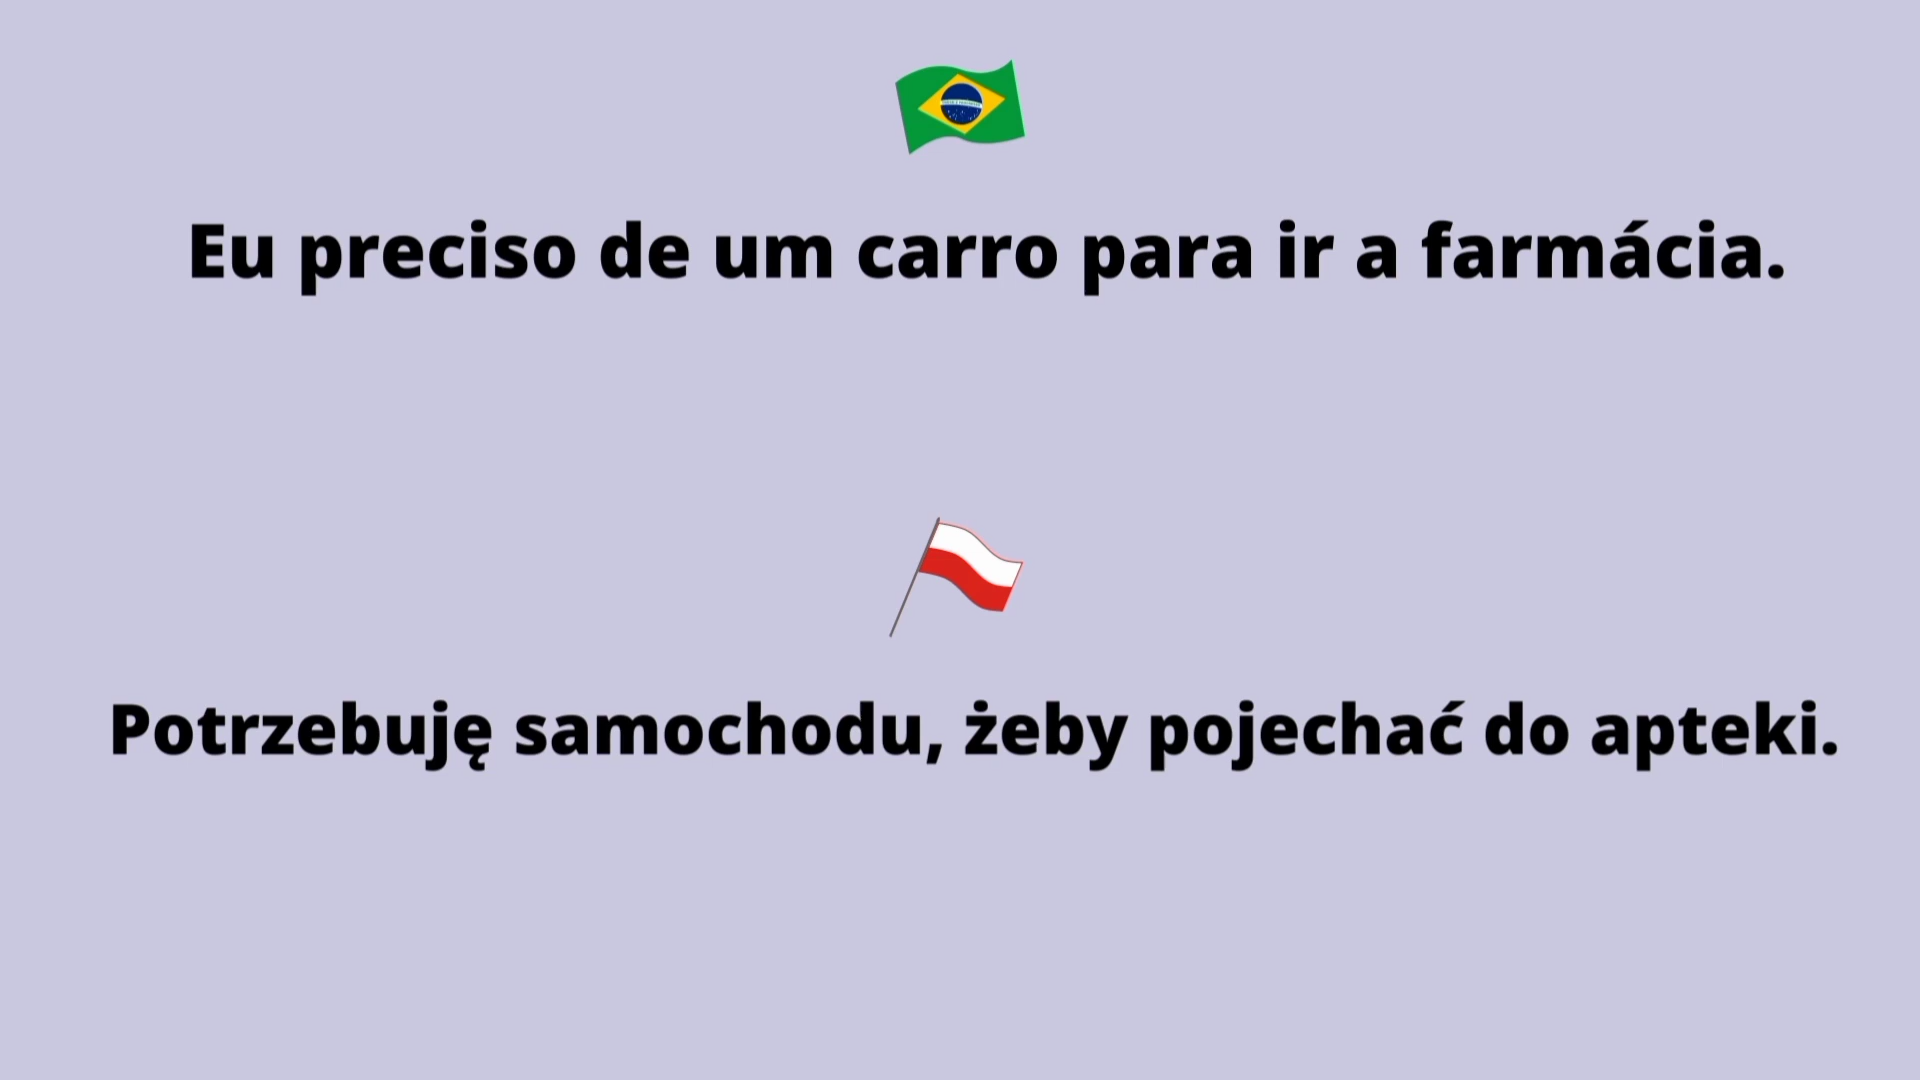 Eu preciso de um carro para ir a farmácia.
Potrzebuję samochodu, żeby pojechać do apteki.